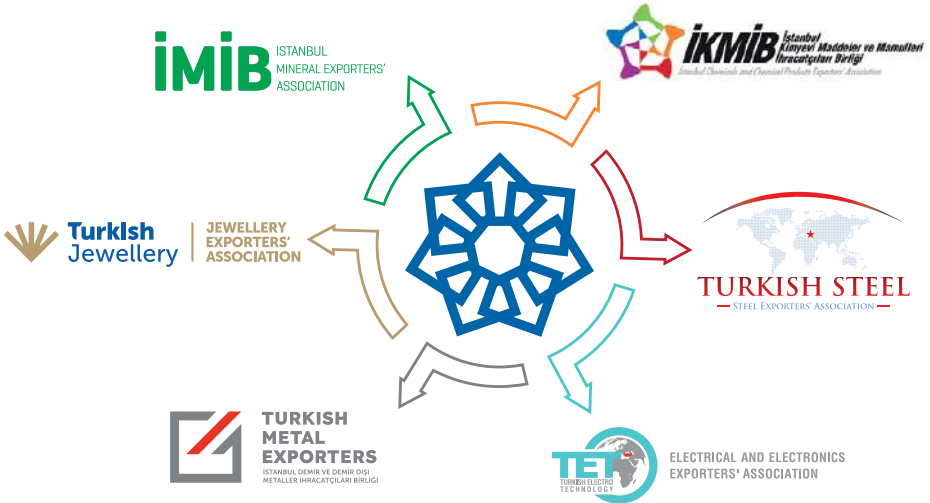 İMİB
ISTANBUL
MINERAL EXPORTERS'
ASSOCIATION
İKMİB
İstanbul
Kimyevi Maddeler ve Mamulleri
İhracatçıları Birliği
Istanbul Chemicals and Chemical Products Exporters' Association
Turkish
Jewellery
JEWELLERY
EXPORTERS'
ASSOCIATION
TURKISH STEEL
STEEL EXPORTERS' ASSOCIATION
TURKISH
METAL
EXPORTERS
İSTANBUL DEMİR VE DEMİR DIŞI
METALLER İHRACATÇILARI BİRLİĞİ
TET
TURKISH ELECTRO
TECHNOLOGY
ELECTRICAL AND ELECTRONICS
EXPORTERS' ASSOCIATION